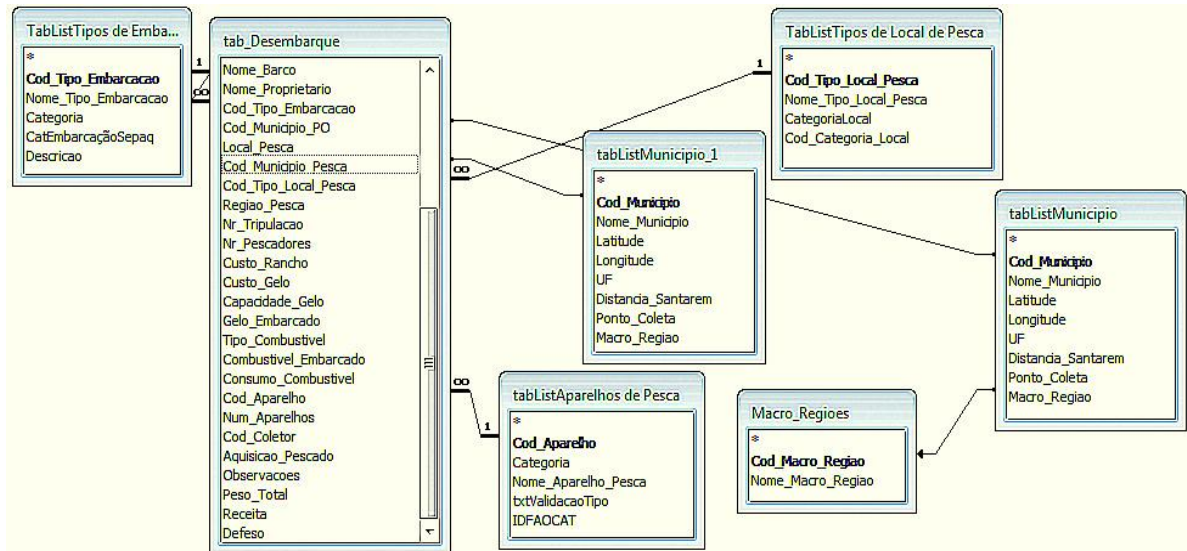 TabListTipos de Emba...
*
Cod_Tipo_Embarcacao
Nome_Tipo_Embarcacao
Categoria
CatEmbarcaçãoSepaq
Descricao
1
∞
tab_Desembarque
Nome_Barco
Nome_Proprietario
Cod_Tipo_Embarcacao
Cod_Municipio_PO
Local_Pesca
Cod_Municipio_Pesca
Cod_Tipo_Local_Pesca
Regiao_Pesca
Nr_Tripulacao
Nr_Pescadores
Custo_Rancho
Custo_Gelo
Capacidade_Gelo
Gelo_Embarcado
Tipo_Combustivel
Combustivel_Embarcado
Consumo_Combustivel
Cod_Aparelho
Num_Aparelhos
Cod_Coletor
Aquisicao_Pescado
Observacoes
Peso_Total
Receita
Defeso
∞
∞
1
TabListTipos de Local de Pesca
*
Cod_Tipo_Local_Pesca
Nome_Tipo_Local_Pesca
CategoriaLocal
Cod_Categoria_Local
1
tabListMunicipio_1
*
Cod_Municipio
Nome_Municipio
Latitude
Longitude
UF
Distancia_Santarem
Ponto_Coleta
Macro_Regiao
tabListMunicipio
*
Cod_Municipio
Nome_Municipio
Latitude
Longitude
UF
Distancia_Santarem
Ponto_Coleta
Macro_Regiao
tabListAparelhos de Pesca
*
Cod_Aparelho
Categoria
Nome_Aparelho_Pesca
txtValidacaoTipo
IDFAOCAT
Macro_Regioes
*
Cod_Macro_Regiao
Nome_Macro_Regiao